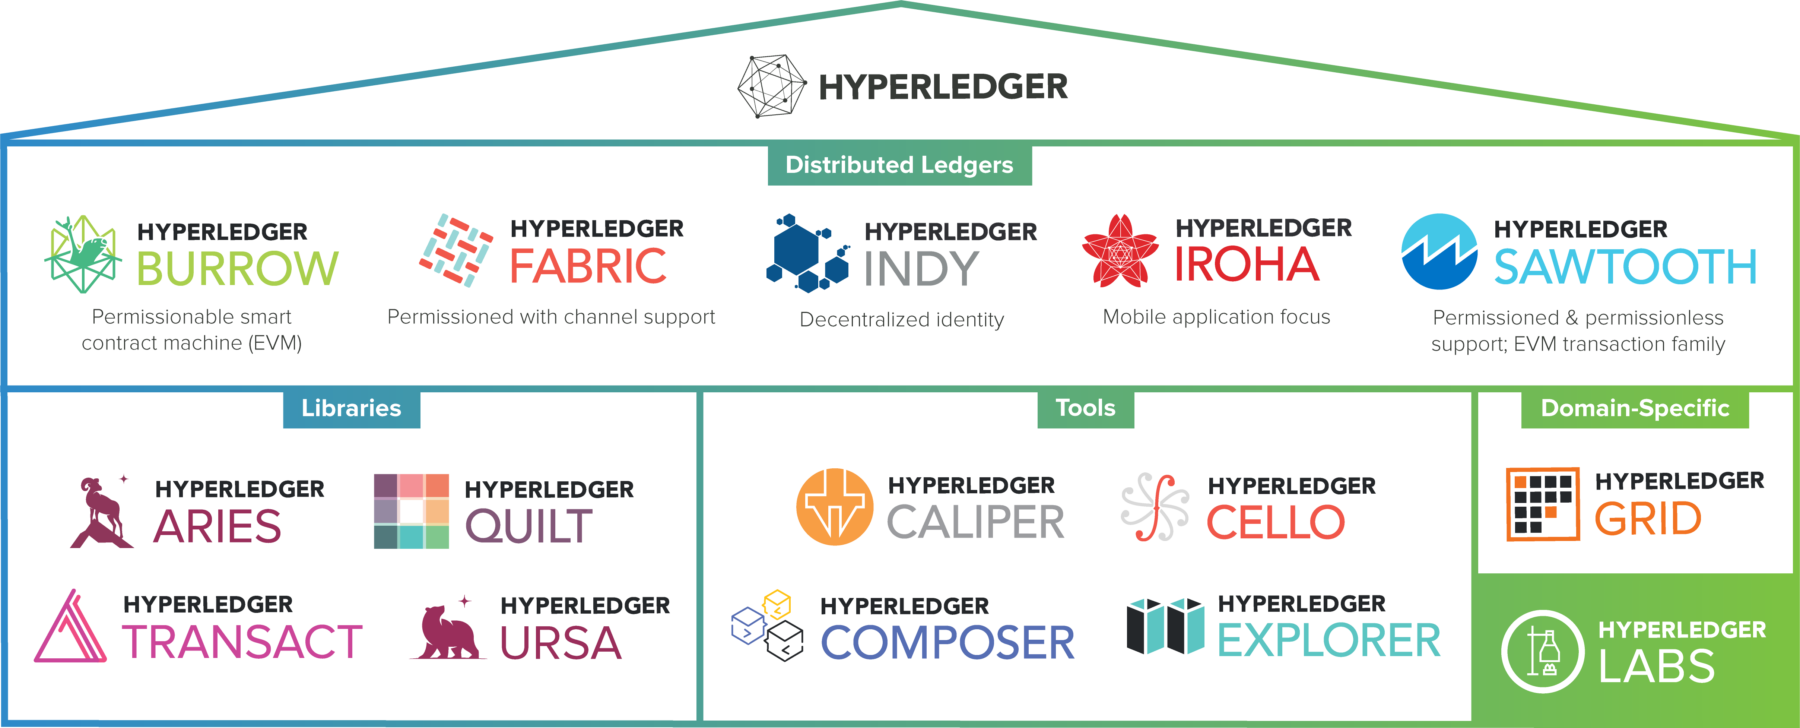 HYPERLEDGER
Distributed Ledgers
HYPERLEDGER
BURROW
Permissionable smart
contract machine (EVM)
HYPERLEDGER
FABRIC
Permissioned with channel support
HYPERLEDGER
INDY
Decentralized identity
HYPERLEDGER
IROHA
Mobile application focus
HYPERLEDGER
SAWTOOTH
Permissioned & permissionless
support; EVM transaction family
Libraries
HYPERLEDGER
ARIES
HYPERLEDGER
QUILT
HYPERLEDGER
TRANSACT
HYPERLEDGER
URSA
Tools
HYPERLEDGER
CALIPER
HYPERLEDGER
CELLO
HYPERLEDGER
COMPOSER
HYPERLEDGER
EXPLORER
Domain-Specific
HYPERLEDGER
GRID
HYPERLEDGER
LABS